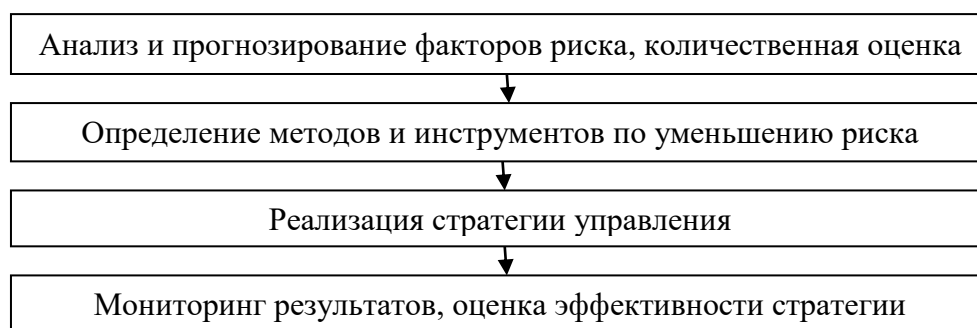 Анализ и прогнозирование факторов риска, количественная оценка
Определение методов и инструментов по уменьшению риска
Реализация стратегии управления
Мониторинг результатов, оценка эффективности стратегии